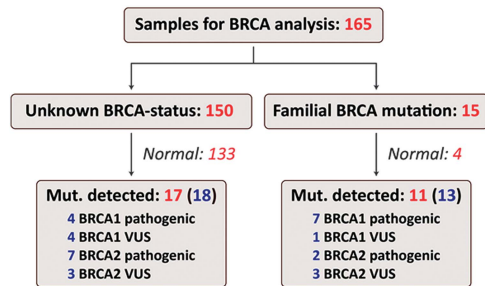 Samples for BRCA analysis: 165
Unknown BRCA-status: 150
Familial BRCA mutation: 15
Normal: 133
Normal: 4
Mut. detected: 17 (18)
4 BRCA1 pathogenic
4 BRCA1 VUS
7 BRCA2 pathogenic
3 BRCA2 VUS
Mut. detected: 11 (13)
7 BRCA1 pathogenic
1 BRCA1 VUS
2 BRCA2 pathogenic
3 BRCA2 VUS